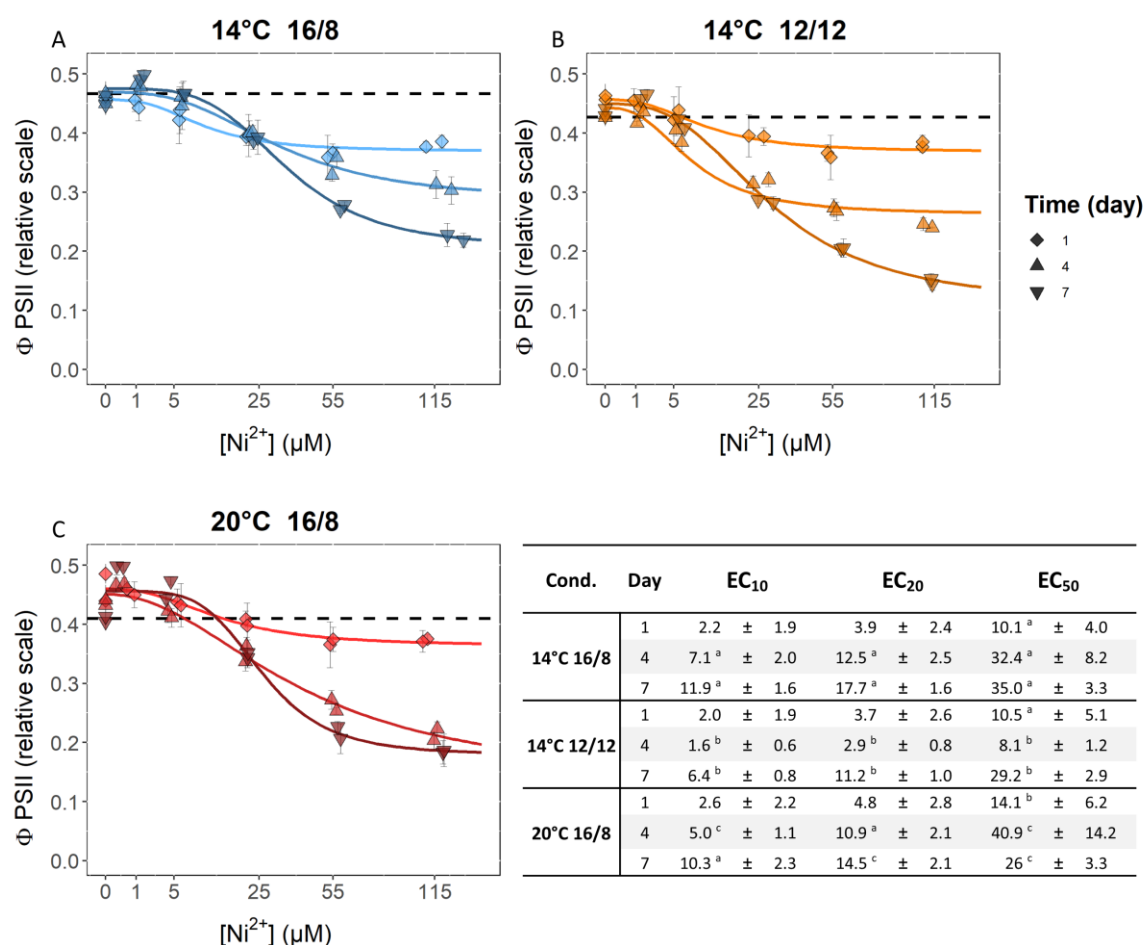 A
14°C 16/8
Φ PSII (relative scale)
0.5
0.4
0.3
0.2
0.1
0.0
0 1 5 25 55 115
[Ni²⁺] (µM)
B
14°C 12/12
Φ PSII (relative scale)
0.5
0.4
0.3
0.2
0.1
0.0
0 1 5 25 55 115
[Ni²⁺] (µM)
Time (day)
1
4
7
C
20°C 16/8
Φ PSII (relative scale)
0.5
0.4
0.3
0.2
0.1
0.0
0 1 5 25 55 115
[Ni²⁺] (µM)
Cond. Day EC₁₀ EC₂₀ EC₅₀
14°C 16/8
1 2.2 ± 1.9 3.9 ± 2.4 10.1 ᵃ ± 4.0
4 7.1 ᵃ ± 2.0 12.5 ᵃ ± 2.5 32.4 ᵃ ± 8.2
7 11.9 ᵃ ± 1.6 17.7 ᵃ ± 1.6 35.0 ᵃ ± 3.3
14°C 12/12
1 2.0 ± 1.9 3.7 ± 2.6 10.5 ᵃ ± 5.1
4 1.6 ᵇ ± 0.6 2.9 ᵇ ± 0.8 8.1 ᵇ ± 1.2
7 6.4 ᵇ ± 0.8 11.2 ᵇ ± 1.0 29.2 ᵇ ± 2.9
20°C 16/8
1 2.6 ± 2.2 4.8 ± 2.8 14.1 ᵇ ± 6.2
4 5.0 ᶜ ± 1.1 10.9 ᵃ ± 2.1 40.9 ᶜ ± 14.2
7 10.3 ᵃ ± 2.3 14.5 ᶜ ± 2.1 26 ᶜ ± 3.3